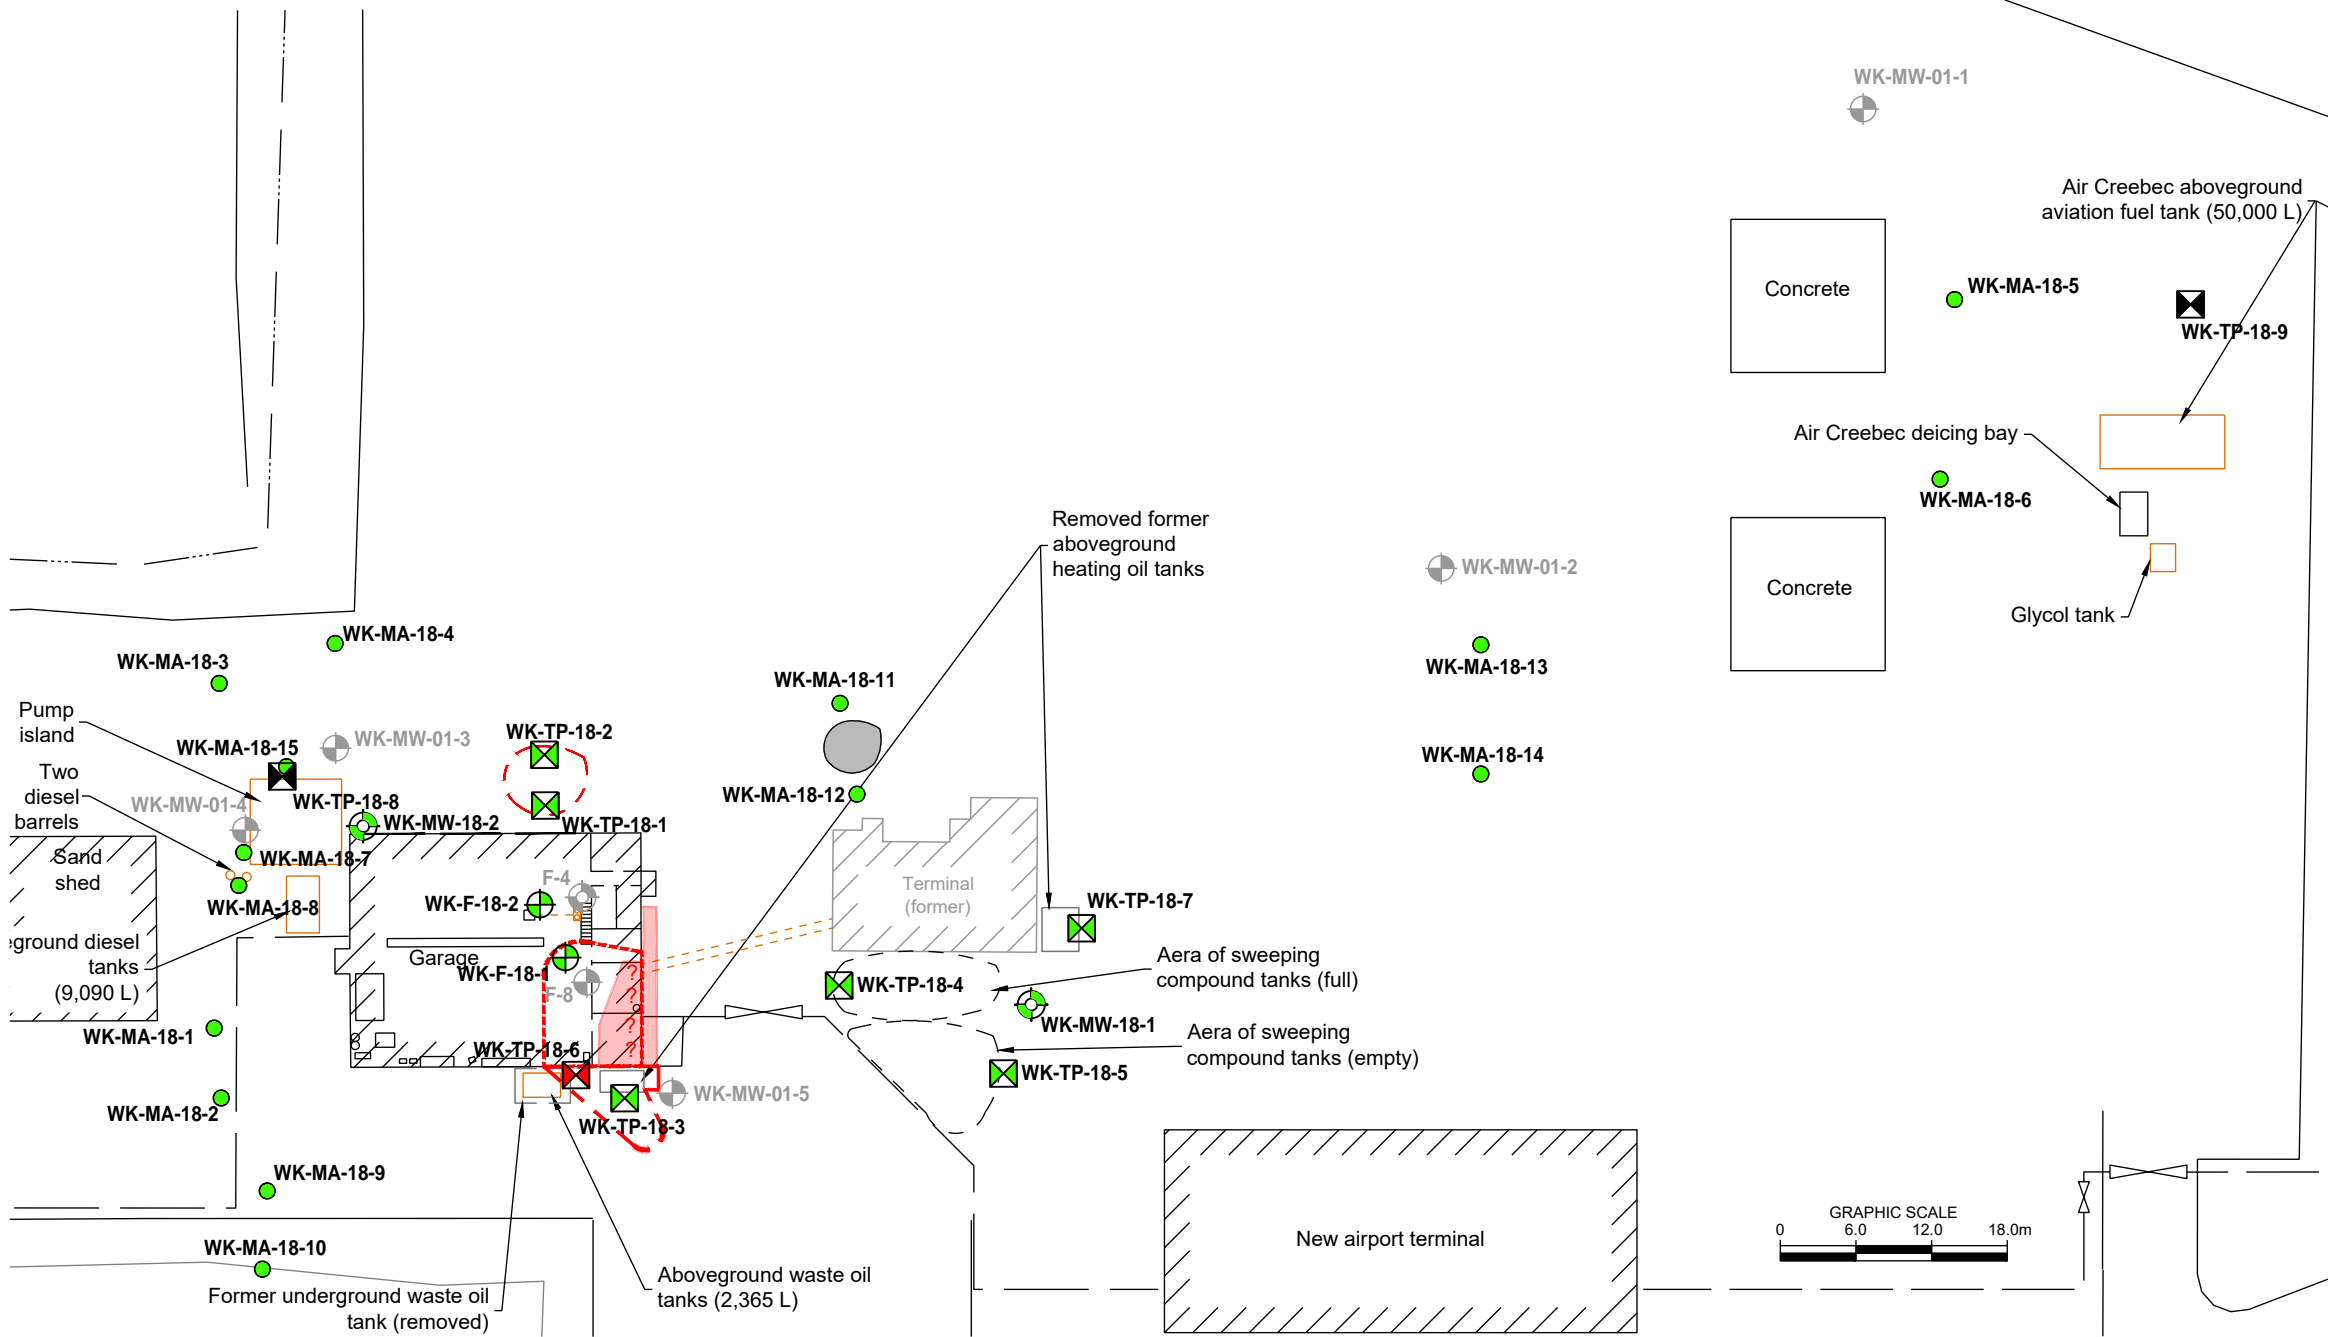 WK-MW-01-1
Air Creebec aboveground
aviation fuel tank (50,000 L)
Concrete
WK-MA-18-5
WK-TP-18-9
Air Creebec deicing bay
WK-MA-18-6
Removed former
aboveground
heating oil tanks
WK-MW-01-2
Concrete
Glycol tank
WK-MA-18-4
WK-MA-18-3
WK-MA-18-13
WK-MA-18-11
Pump
island
WK-TP-18-2
WK-MW-01-3
WK-MA-18-15
WK-MA-18-14
Two
diesel
barrels
WK-MA-18-12
WK-TP-18-8
WK-MW-01-4
WK-MW-18-2
WK-TP-18-1
Sand
shed
WK-MA-18-7
F-4
Terminal
(former)
WK-MA-18-8
WK-F-18-2
WK-TP-18-7
eground diesel
tanks
(9,090 L)
Garage
WK-F-18-1
F-8
?
?
?
?
WK-TP-18-4
Aera of sweeping
compound tanks (full)
WK-MW-18-1
WK-MA-18-1
Aera of sweeping
compound tanks (empty)
WK-TP-18-6
WK-TP-18-5
WK-MW-01-5
WK-MA-18-2
WK-TP-18-3
WK-MA-18-9
GRAPHIC SCALE
0 6.0 12.0 18.0m
New airport terminal
WK-MA-18-10
Aboveground waste oil
tanks (2,365 L)
Former underground waste oil
tank (removed)